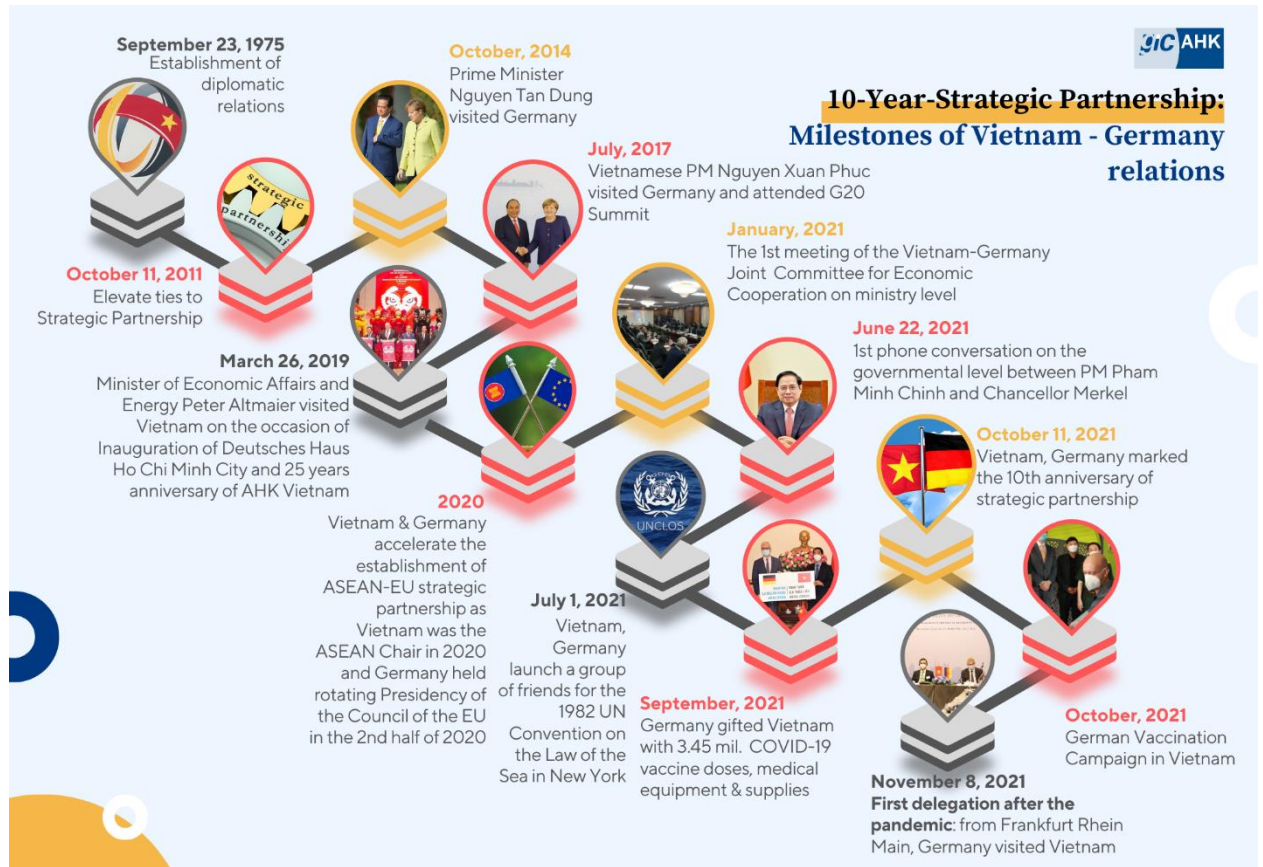 GIC AHK
10-Year-Strategic Partnership:
Milestones of Vietnam - Germany
relations
September 23, 1975
Establishment of
diplomatic
relations
October 11, 2011
Elevate ties to
Strategic Partnership
strategic
partnershi
October, 2014
Prime Minister
Nguyen Tan Dung
visited Germany
July, 2017
Vietnamese PM Nguyen Xuan Phuc
visited Germany and attended G20
Summit
March 26, 2019
Minister of Economic Affairs and
Energy Peter Altmaier visited
Vietnam on the occasion of
Inauguration of Deutsches Haus
Ho Chi Minh City and 25 years
anniversary of AHK Vietnam
2020
Vietnam & Germany
accelerate the
establishment of
ASEAN-EU strategic
partnership as
Vietnam was the
ASEAN Chair in 2020
and Germany held
rotating Presidency of
the Council of the EU
in the 2nd half of 2020
January, 2021
The 1st meeting of the Vietnam-Germany
Joint Committee for Economic
Cooperation on ministry level
June 22, 2021
1st phone conversation on the
governmental level between PM Pham
Minh Chinh and Chancellor Merkel
UNCLOS
July 1, 2021
Vietnam,
Germany
launch a group
of friends for the
1982 UN
Convention on
the Law of the
Sea in New York
September, 2021
Germany gifted Vietnam
with 3.45 mil. COVID-19
vaccine doses, medical
equipment & supplies
October 11, 2021
Vietnam, Germany marked
the 10th anniversary of
strategic partnership
October, 2021
German Vaccination
Campaign in Vietnam
November 8, 2021
First delegation after the
pandemic: from Frankfurt Rhein
Main, Germany visited Vietnam